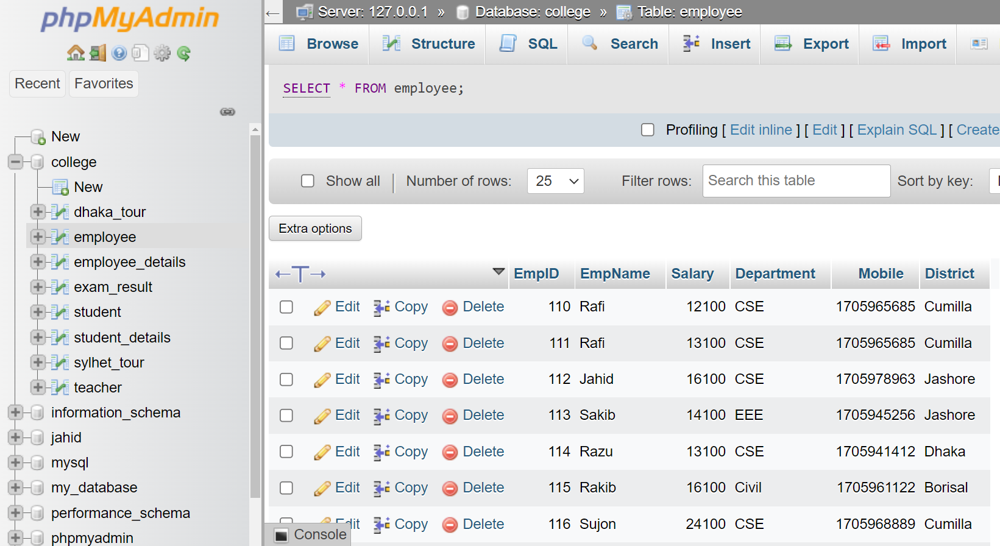 phpMyAdmin
Recent Favorites
New
college
New
dhaka_tour
employee
employee_details
exam_result
student
student_details
sylhet_tour
teacher
information_schema
jahid
mysql
my_database
performance_schema
phpmyadmin
Server: 127.0.0.1 » Database: college » Table: employee
Browse Structure SQL Search Insert Export Import
SELECT * FROM employee;
Profiling [ Edit inline ] [ Edit ] [ Explain SQL ] [ Create
Show all Number of rows: 25 Filter rows: Search this table Sort by key:
Extra options
EmpID EmpName Salary Department Mobile District
Edit Copy Delete 110 Rafi 12100 CSE 1705965685 Cumilla
Edit Copy Delete 111 Rafi 13100 CSE 1705965685 Cumilla
Edit Copy Delete 112 Jahid 16100 CSE 1705978963 Jashore
Edit Copy Delete 113 Sakib 14100 EEE 1705945256 Jashore
Edit Copy Delete 114 Razu 13100 CSE 1705941412 Dhaka
Edit Copy Delete 115 Rakib 16100 Civil 1705961122 Borisal
Edit Copy Delete 116 Sujon 24100 CSE 1705968889 Cumilla
Console